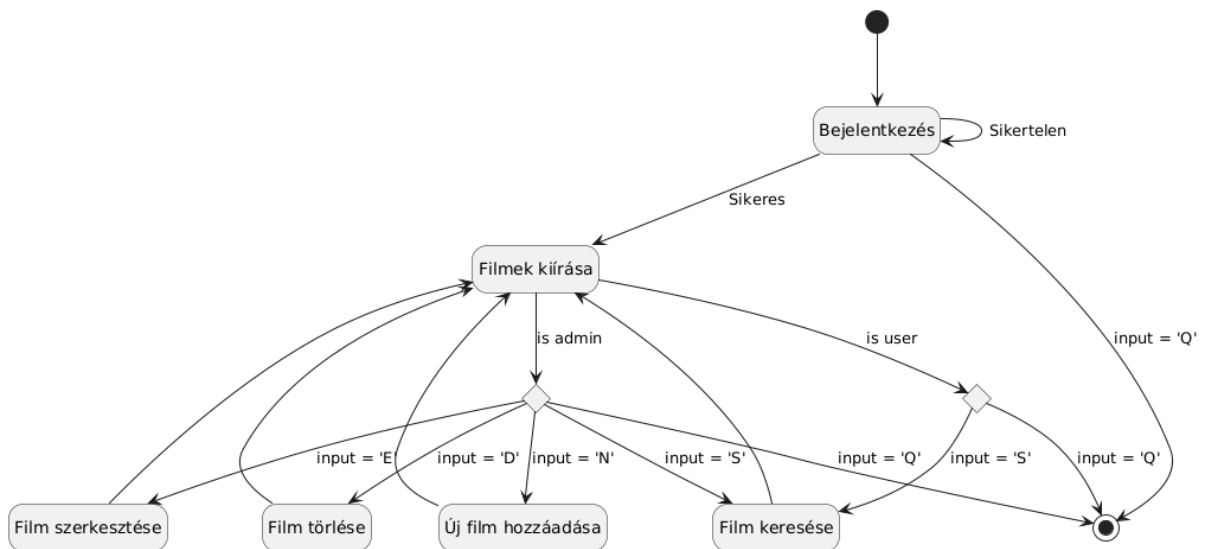 Bejelentkezés
Sikertelen
Sikeres
Filmek kiírása
is admin
is user
input = 'Q'
input = 'E'
input = 'D'
input = 'N'
input = 'S'
input = 'Q'
input = 'S'
input = 'Q'
Film szerkesztése
Film törlése
Új film hozzáadása
Film keresése